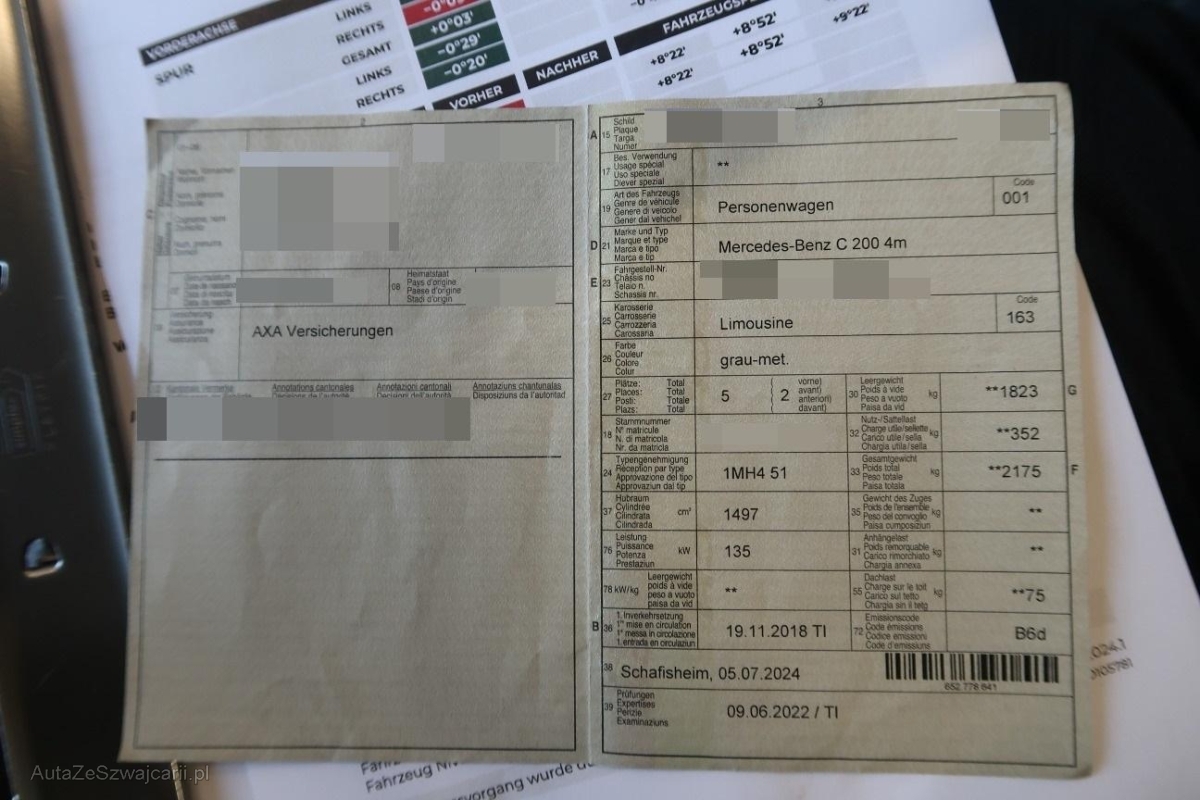 VORDERACHSE
SPUR
LINKS
RECHTS
+0°03'
GESAMT
-0°29'
LINKS
-0°20'
RECHTS
VORHER
NACHHER
+8°22'
+8°52'
+9°22'
+8°22'
+8°52'
2
3
A 15 Schild
Plaque
Targa
Numer
17 Bes. Verwendung
Usage spécial
Uso speciale
Diever spezial
**
19 Art des Fahrzeugs
Genre de véhicule
Genere di veicolo
Gener dal vehichel
Personenwagen
Code
001
D 21 Marke und Typ
Marque et type
Marca e tipo
Marca e tip
Mercedes-Benz C 200 4m
E 23 Fahrgestell-Nr.
Châssis no
Telaio n.
Schassis nr.
08 Heimatstaat
Pays d'origine
Paese d'origine
Stadi d'origin
AXA Versicherungen
25 Karosserie
Carrosserie
Carrozzeria
Carossaria
Limousine
Code
163
26 Farbe
Couleur
Colore
Colur
grau-met.
Annotations cantonales
Annotazioni cantonali
Annotaziuns chantunalas
Disposiziuns da l'autoritad
27 Plätze: Total
Places: Total
Posti: Totale
Plazs: Total
5
2
vorne)
avant)
anteriori)
davant)
30 Leergewicht
Poids à vide
Peso a vuoto
Paisa da vid
kg
**1823
G
18 Stammnummer
N° matricule
N. di matricola
Nr. da matricla
32 Nutz-/Sattellast
Charge utile/sellette
Carico utile/sella
Chargia utila/sella
kg
**352
24 Typengenehmigung
Réception par type
Approvazione del tipo
Approvaziun dal tip
1MH4 51
33 Gesamtgewicht
Poids total
Peso totale
Paisa totala
kg
**2175
F
37 Hubraum
Cylindrée
Cilindrata
Cilindrada
cm³
1497
35 Gewicht des Zuges
Poids de l'ensemble
Peso del convoglio
Paisa cumposiziun
kg
**
76 Leistung
Puissance
Potenza
Prestaziun
kW
135
31 Anhängelast
Poids remorquable
Carico rimorchiato
Chargia annexa
kg
**
78 kW/kg
Leergewicht
poids à vide
peso a vuoto
paisa da vid
**
55 Dachlast
Charge sur le toit
Carico sul tetto
Chargia sin il tetg
kg
**75
B 36 1. Inverkehrsetzung
1re mise en circulation
1a messa in circolazione
1. entrada en circulaziun
19.11.2018 TI
72 Emissionscode
Code émissions
Codice emissioni
Code d'emissiuns
B6d
38 Schafisheim, 05.07.2024
652 778 841
39 Prüfungen
Expertises
Perizie
Examinaziuns
09.06.2022 / TI
AutaZeSzwajcarii.pl